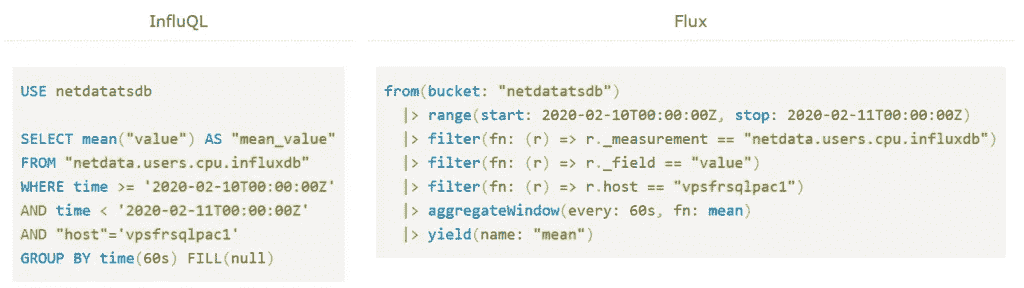 InfluQL
USE netdatatsdb
SELECT mean("value") AS "mean_value"
FROM "netdata.users.cpu.influxdb"
WHERE time >= '2020-02-10T00:00:00Z'
AND time < '2020-02-11T00:00:00Z'
AND "host"='vpsfrsqlpac1'
GROUP BY time(60s) FILL(null)
Flux
from(bucket: "netdatatsdb")
  |> range(start: 2020-02-10T00:00:00Z, stop: 2020-02-11T00:00:00Z)
  |> filter(fn: (r) => r._measurement == "netdata.users.cpu.influxdb")
  |> filter(fn: (r) => r._field == "value")
  |> filter(fn: (r) => r.host == "vpsfrsqlpac1")
  |> aggregateWindow(every: 60s, fn: mean)
  |> yield(name: "mean")